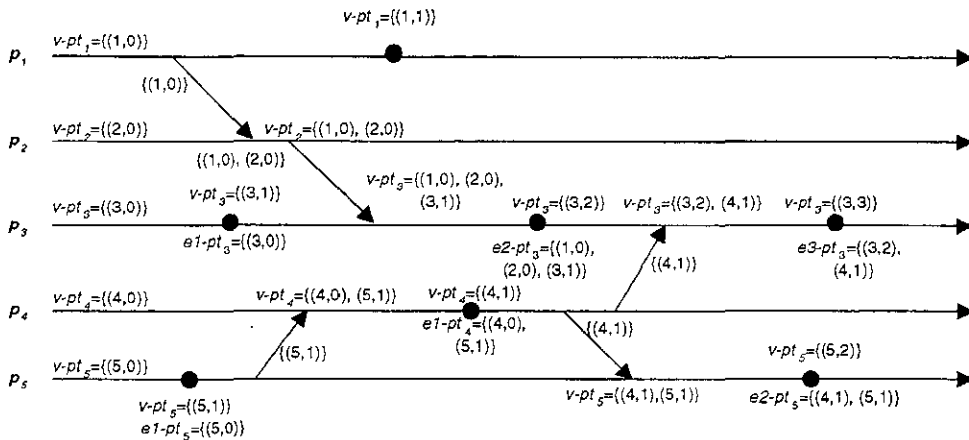 v-pt₁={(1,1)}
p₁
v-pt₁={(1,0)}
{(1,0)}
p₂
v-pt₂={(2,0)}
v-pt₂={(1,0), (2,0)}
{(1,0), (2,0)}
v-pt₃={(1,0), (2,0),
(3,1)}
v-pt₃={(3,1)}
p₃
v-pt₃={(3,0)}
v-pt₃={(3,2)}
v-pt₃={(3,2), (4,1)}
v-pt₃={(3,3)}
e1-pt₃={(3,0)}
e2-pt₃={(1,0),
(2,0), (3,1)}
e3-pt₃={(3,2),
(4,1)}
{(4,1)}
p₄
v-pt₄={(4,0)}
v-pt₄={(4,0), (5,1)}
v-pt₄={(4,1)}
e1-pt₄={(4,0),
(5,1)}
{(4,1)}
{(5,1)}
p₅
v-pt₅={(5,0)}
v-pt₅={(5,2)}
v-pt₅={(5,1)}
e1-pt₅={(5,0)}
v-pt₅={(4,1),(5,1)}
e2-pt₅={(4,1), (5,1)}